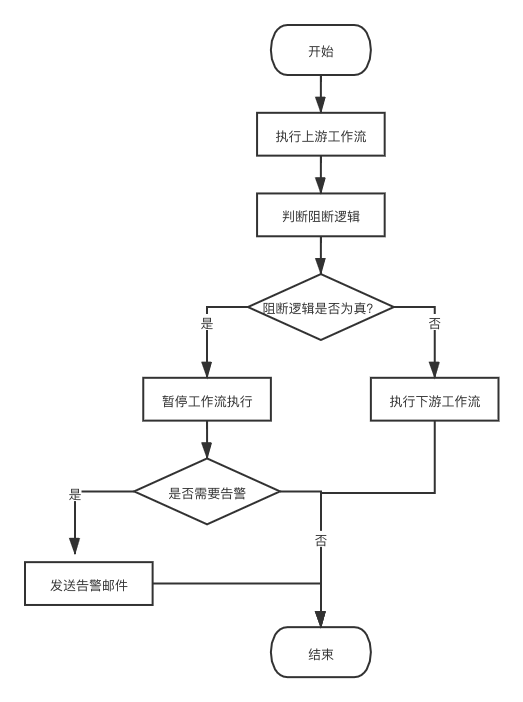 开始
执行上游工作流
判断阻断逻辑
阻断逻辑是否为真?
是
否
暂停工作流执行
执行下游工作流
是否需要告警
是
否
发送告警邮件
结束